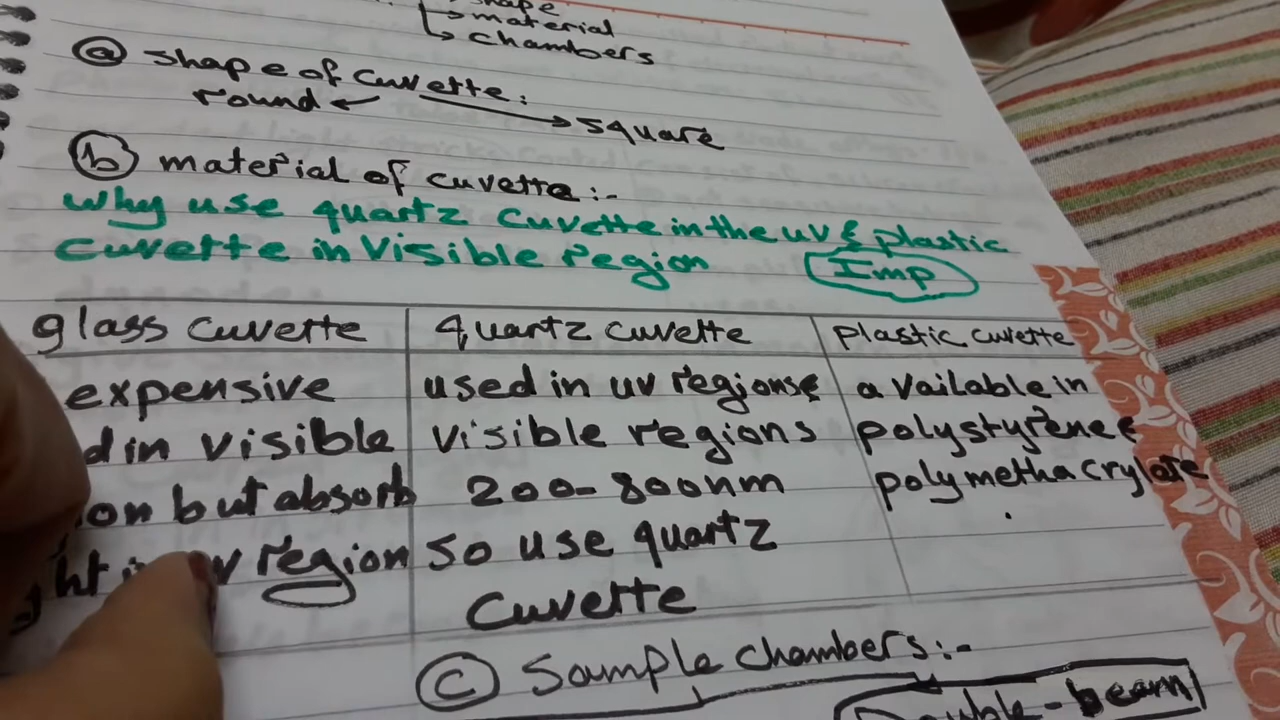 material
chambers
a shape of cuvette:
round square
b material of cuvette:-
why use quartz cuvette in the uv & plastic
cuvette in visible region Imp
glass cuvette quartz cuvette plastic cuvette
expensive used in uv regions & available in
in visible visible regions polystyrene &
but absorb 200-800nm polymethacrylate
region so use quartz
cuvette
c Sample chambers:-
Double-beam